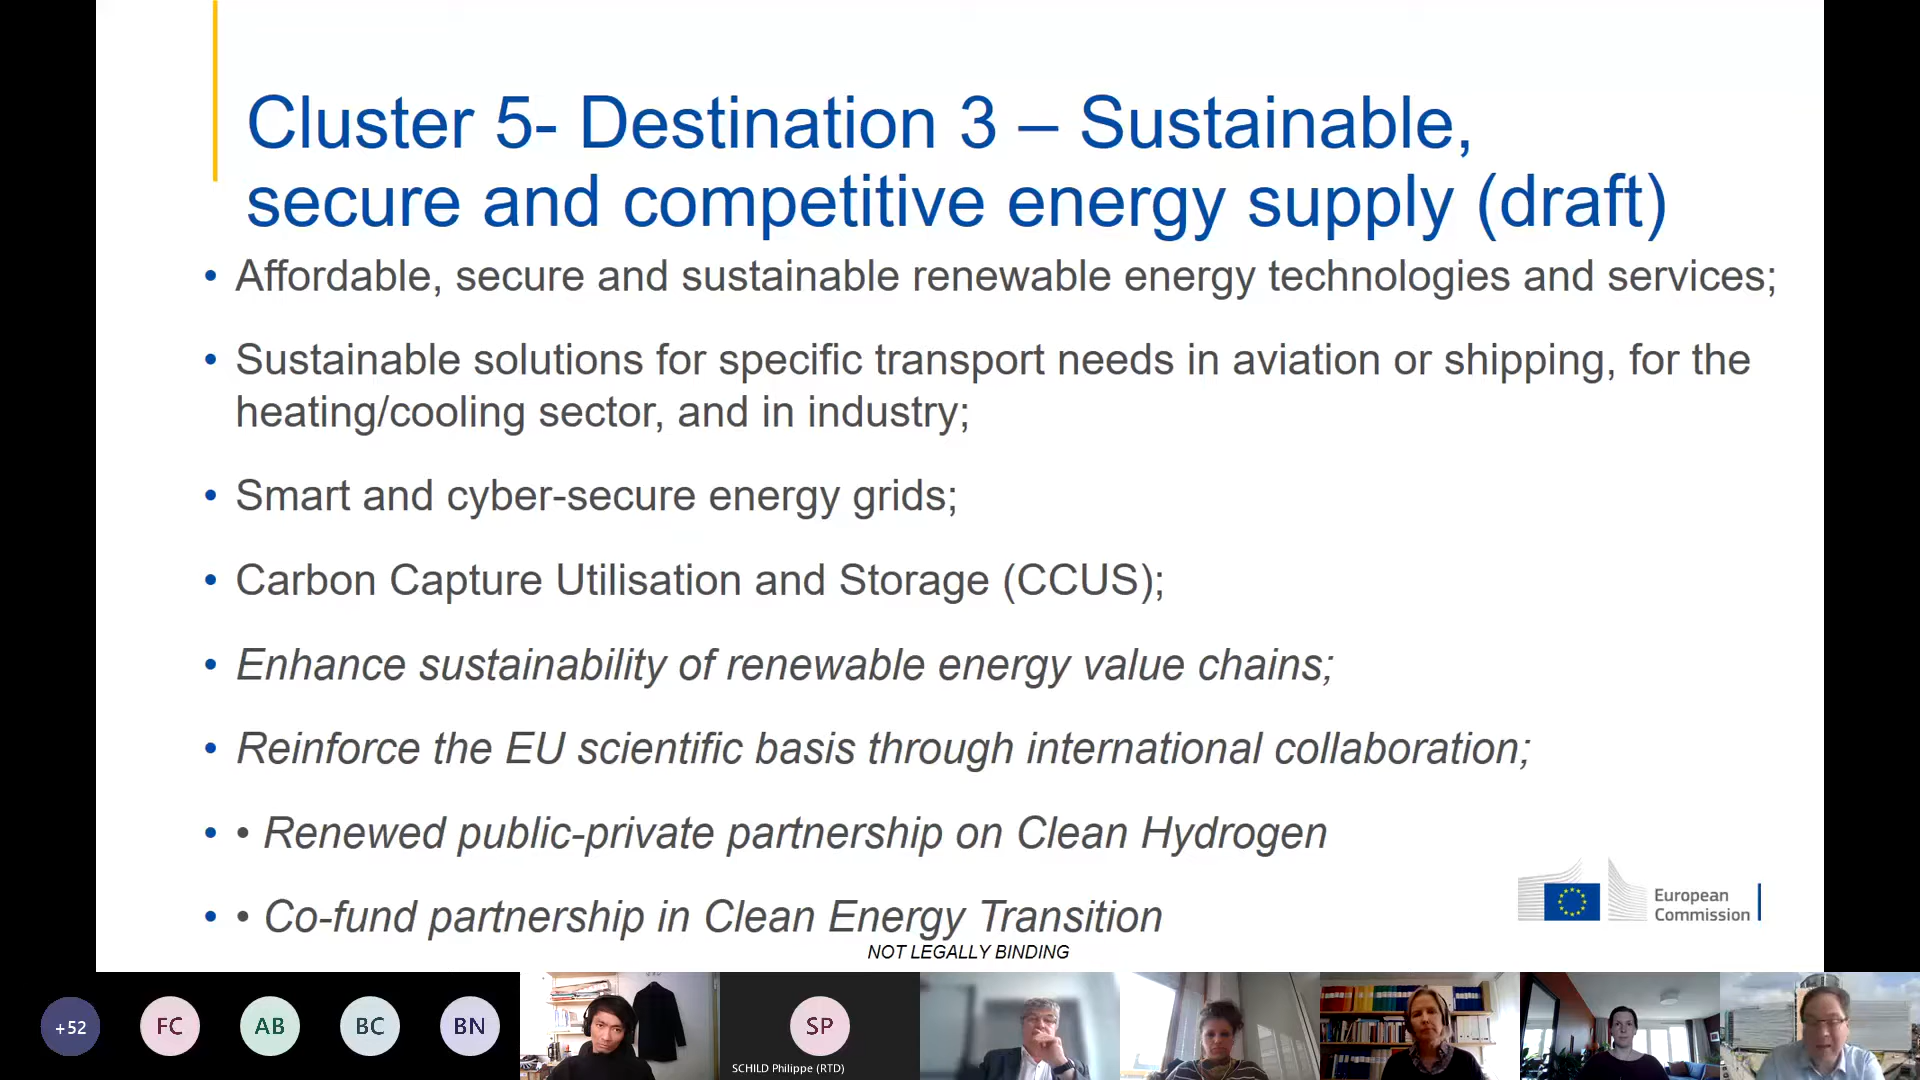 Cluster 5- Destination 3 – Sustainable,
secure and competitive energy supply (draft)
• Affordable, secure and sustainable renewable energy technologies and services;
• Sustainable solutions for specific transport needs in aviation or shipping, for the
heating/cooling sector, and in industry;
• Smart and cyber-secure energy grids;
• Carbon Capture Utilisation and Storage (CCUS);
• Enhance sustainability of renewable energy value chains;
• Reinforce the EU scientific basis through international collaboration;
• • Renewed public-private partnership on Clean Hydrogen
• • Co-fund partnership in Clean Energy Transition
European
Commission
NOT LEGALLY BINDING
+52
FC
AB
BC
BN
SP
SCHILD Philippe (RTD)